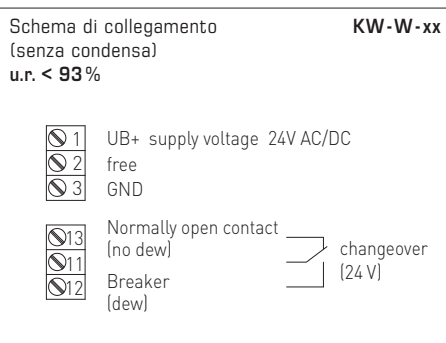 Schema di collegamento KW-W-xx
(senza condensa)
u.r. < 93%
1 UB+ supply voltage 24V AC/DC
2 free
3 GND
13 Normally open contact
(no dew)
11
changeover
(24 V)
12 Breaker
(dew)